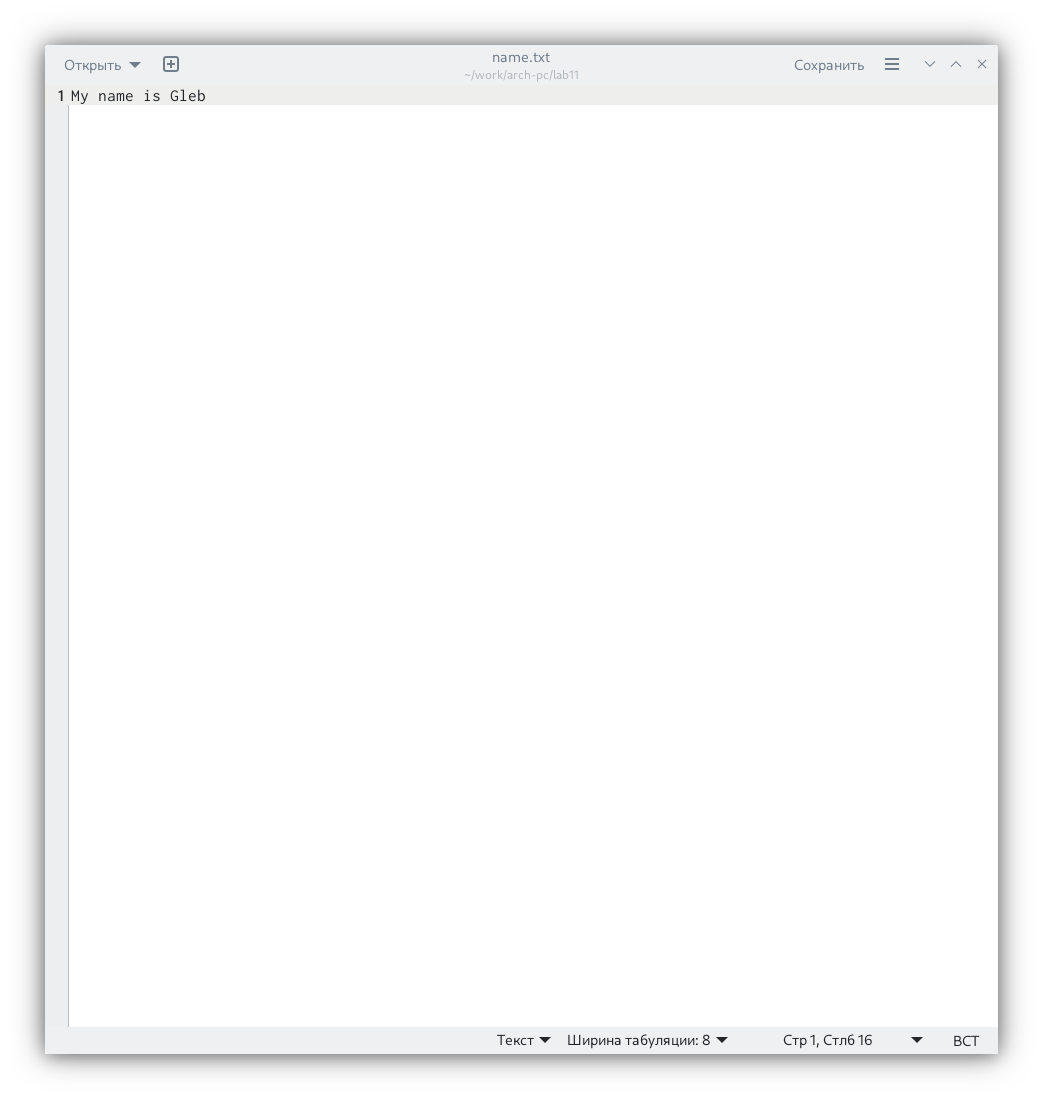 Открыть
name.txt
~/work/arch-pc/lab11
Сохранить
1 My name is Gleb
Текст Ширина табуляции: 8 Стр 1, Стлб 16 ВСТ